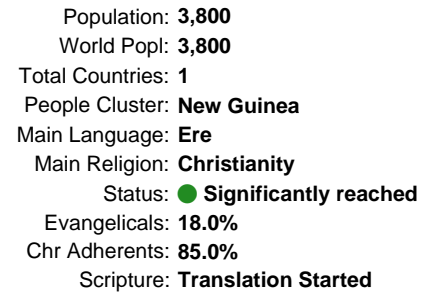 Population: 3,800
World Popl: 3,800
Total Countries: 1
People Cluster: New Guinea
Main Language: Ere
Main Religion: Christianity
Status: Significantly reached
Evangelicals: 18.0%
Chr Adherents: 85.0%
Scripture: Translation Started